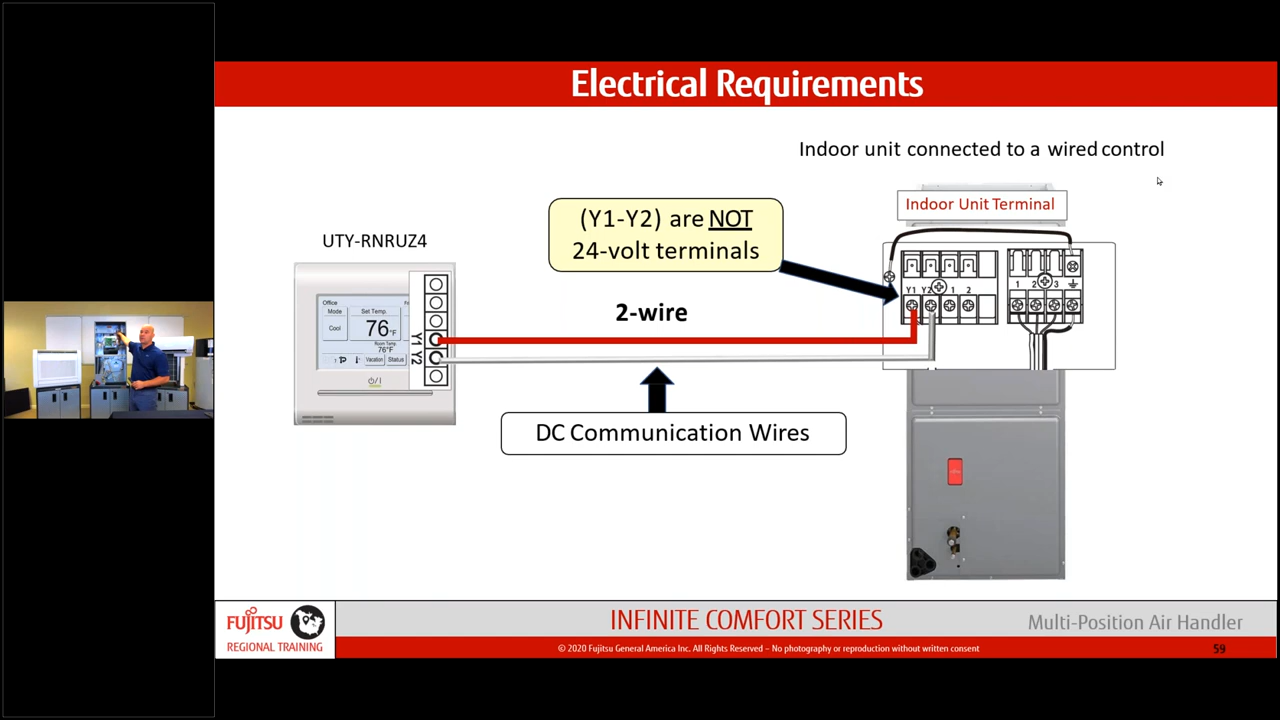 Electrical Requirements
Indoor unit connected to a wired control
Indoor Unit Terminal
(Y1-Y2) are NOT
24-volt terminals
UTY-RNRUZ4
Office
Mode
Set Temp.
Cool
76°F
Room Temp.
76°F
Vacation
Status
Y1
Y2
2-wire
Y1 Y2 1 2
1 2 3
DC Communication Wires
FUJITSU
REGIONAL TRAINING
INFINITE COMFORT SERIES
Multi-Position Air Handler
© 2020 Fujitsu General America Inc. All Rights Reserved – No photography or reproduction without written consent
59